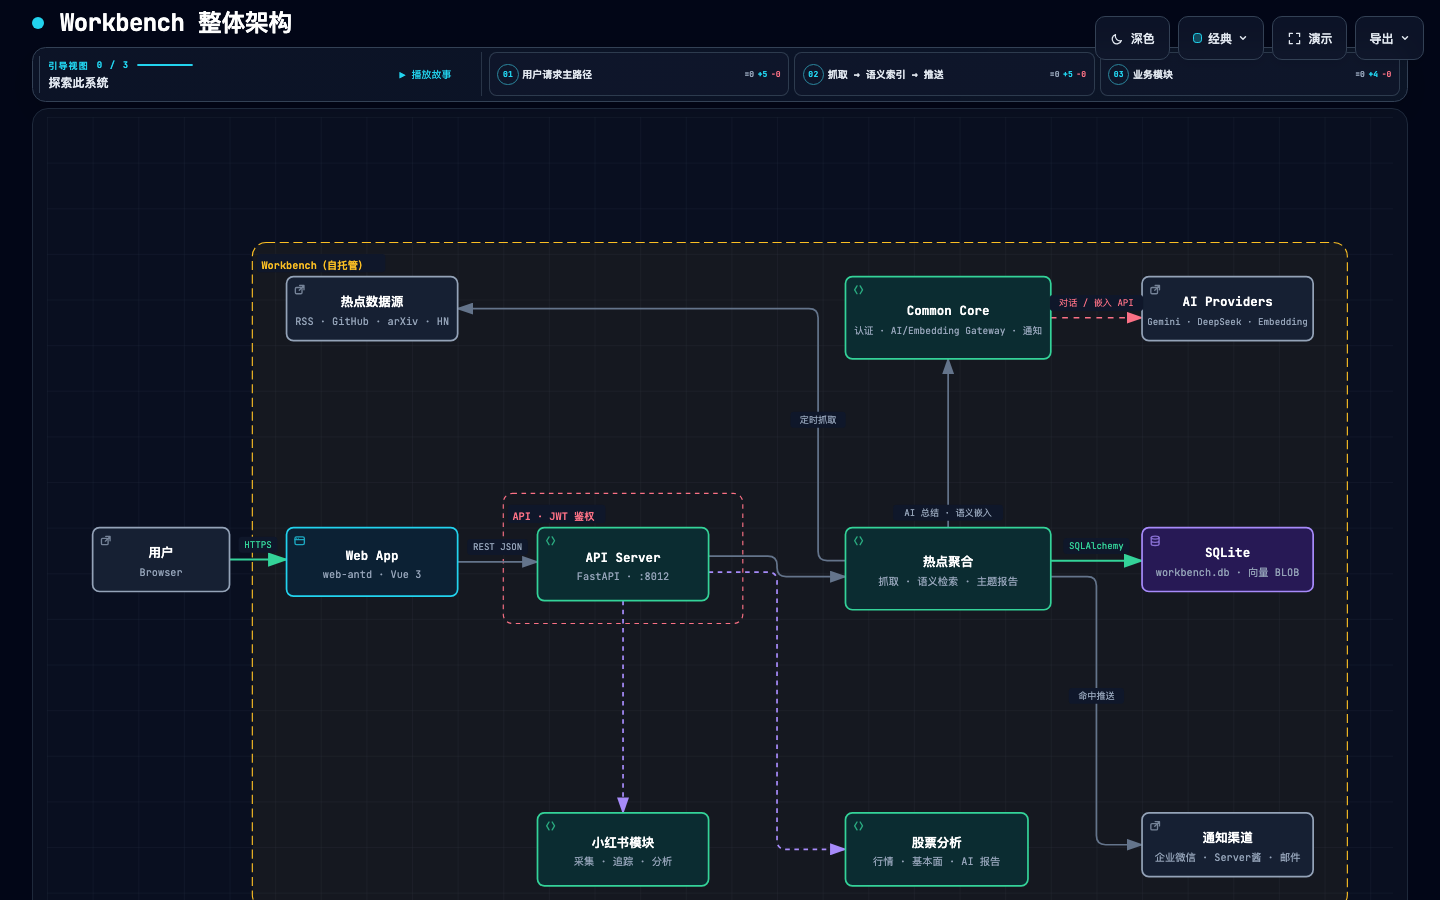 Workbench 整体架构
深色
经典
演示
导出
引导视图 0 / 3
探索此系统
▶ 播放故事
01 用户请求主路径 ≡0 +5 -0
02 抓取 → 语义索引 → 推送 ≡0 +5 -0
03 业务模块 ≡0 +4 -0
Workbench (自托管)
热点数据源
RSS · GitHub · arXiv · HN
Common Core
认证 · AI/Embedding Gateway · 通知
对话 / 嵌入 API
AI Providers
Gemini · DeepSeek · Embedding
定时抓取
AI 总结 · 语义嵌入
API · JWT 鉴权
用户
Browser
HTTPS
Web App
web-antd · Vue 3
REST JSON
API Server
FastAPI · :8012
热点聚合
抓取 · 语义检索 · 主题报告
SQLAlchemy
SQLite
workbench.db · 向量 BLOB
命中推送
小红书模块
采集 · 追踪 · 分析
股票分析
行情 · 基本面 · AI 报告
通知渠道
企业微信 · Server酱 · 邮件